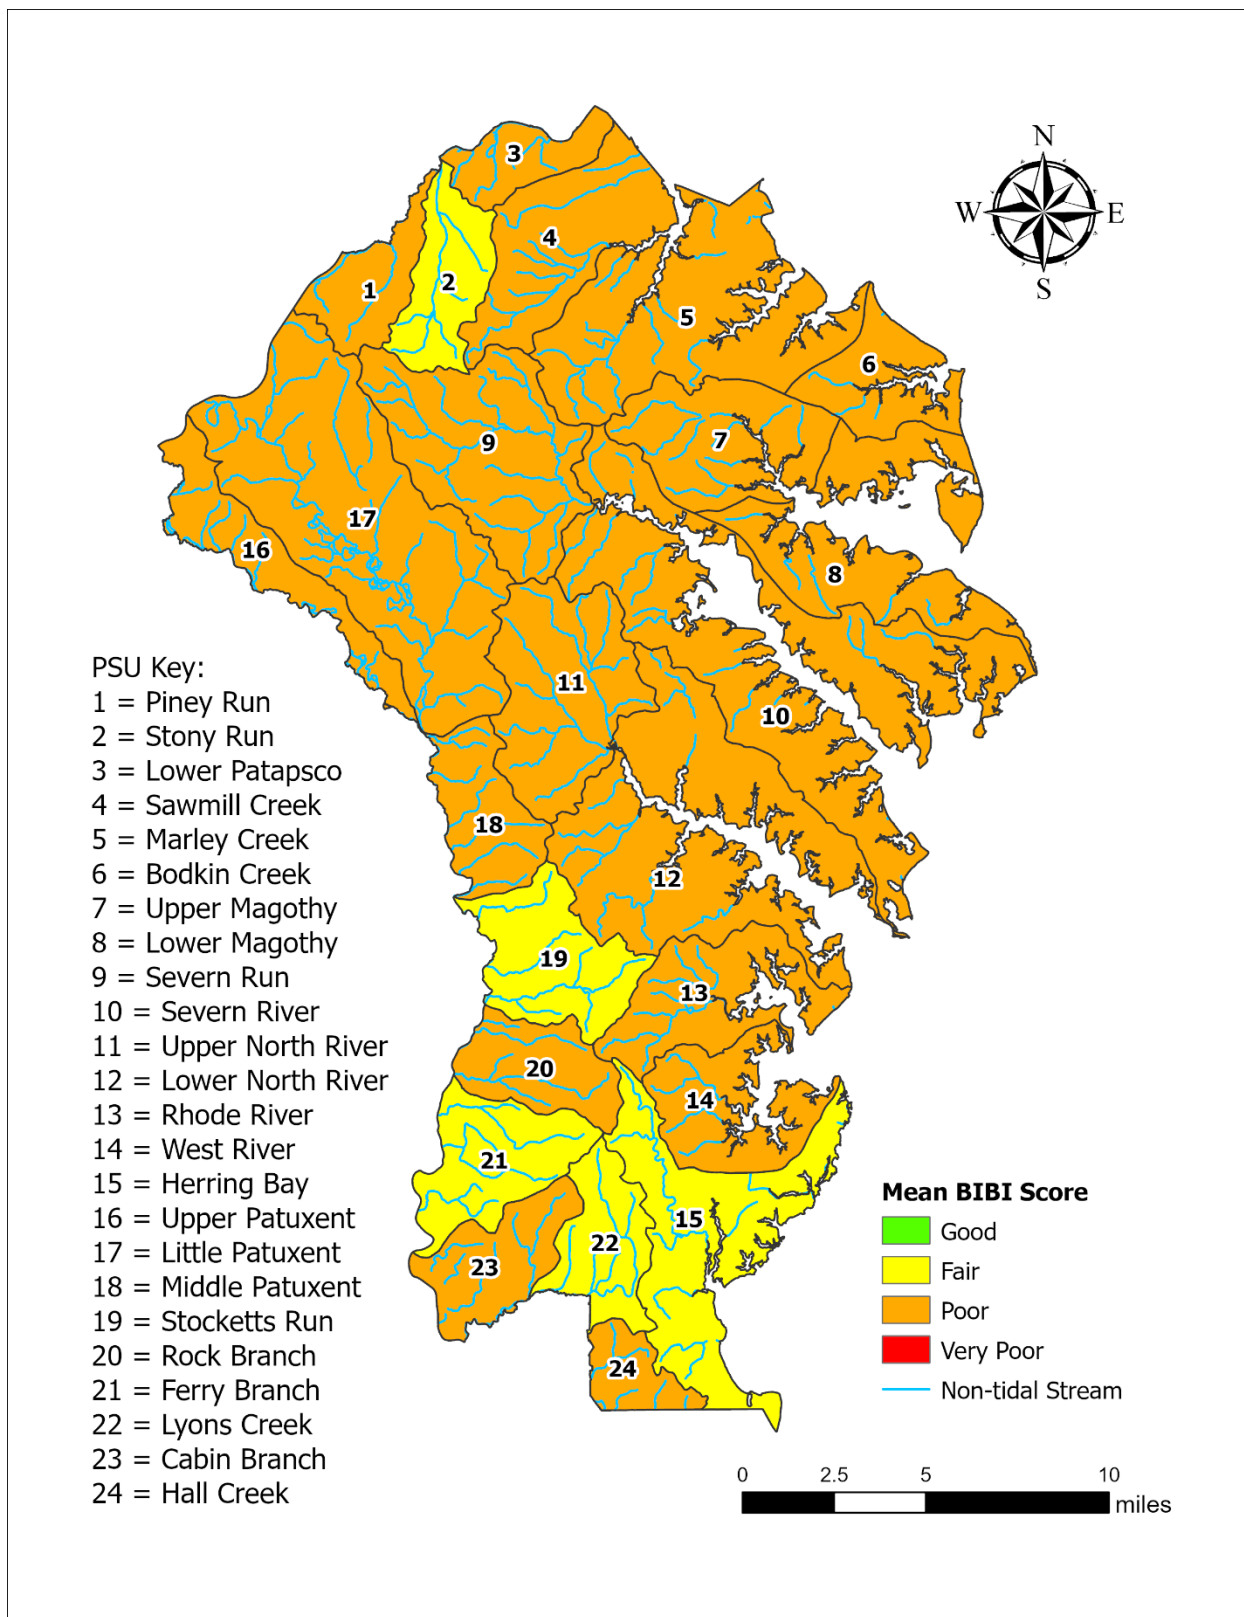 N
W E
S
3
4
2
1
5
6
7
9
17
16
8
11
10
18
12
19
13
20
14
21
15
22
23
24
PSU Key:
1 = Piney Run
2 = Stony Run
3 = Lower Patapsco
4 = Sawmill Creek
5 = Marley Creek
6 = Bodkin Creek
7 = Upper Magothy
8 = Lower Magothy
9 = Severn Run
10 = Severn River
11 = Upper North River
12 = Lower North River
13 = Rhode River
14 = West River
15 = Herring Bay
16 = Upper Patuxent
17 = Little Patuxent
18 = Middle Patuxent
19 = Stocketts Run
20 = Rock Branch
21 = Ferry Branch
22 = Lyons Creek
23 = Cabin Branch
24 = Hall Creek
Mean BIBI Score
Good
Fair
Poor
Very Poor
Non-tidal Stream
0 2.5 5 10
miles